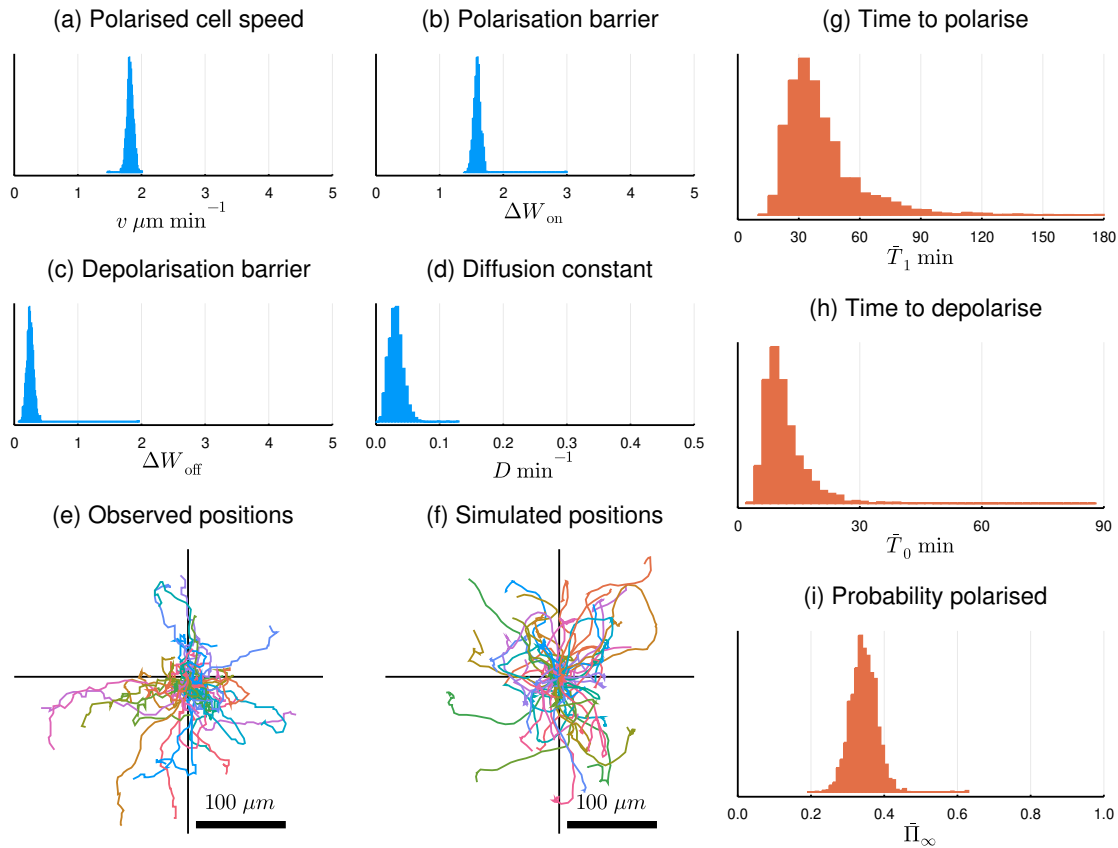 (a) Polarised cell speed
0 1 2 3 4 5
v μm min⁻¹
(b) Polarisation barrier
0 1 2 3 4 5
ΔW_on
(c) Depolarisation barrier
0 1 2 3 4 5
ΔW_off
(d) Diffusion constant
0.0 0.1 0.2 0.3 0.4 0.5
D min⁻¹
(e) Observed positions
100 μm
(f) Simulated positions
100 μm
(g) Time to polarise
0 30 60 90 120 150 180
T̄₁ min
(h) Time to depolarise
0 30 60 90
T̄₀ min
(i) Probability polarised
0.0 0.2 0.4 0.6 0.8 1.0
Π̄_∞